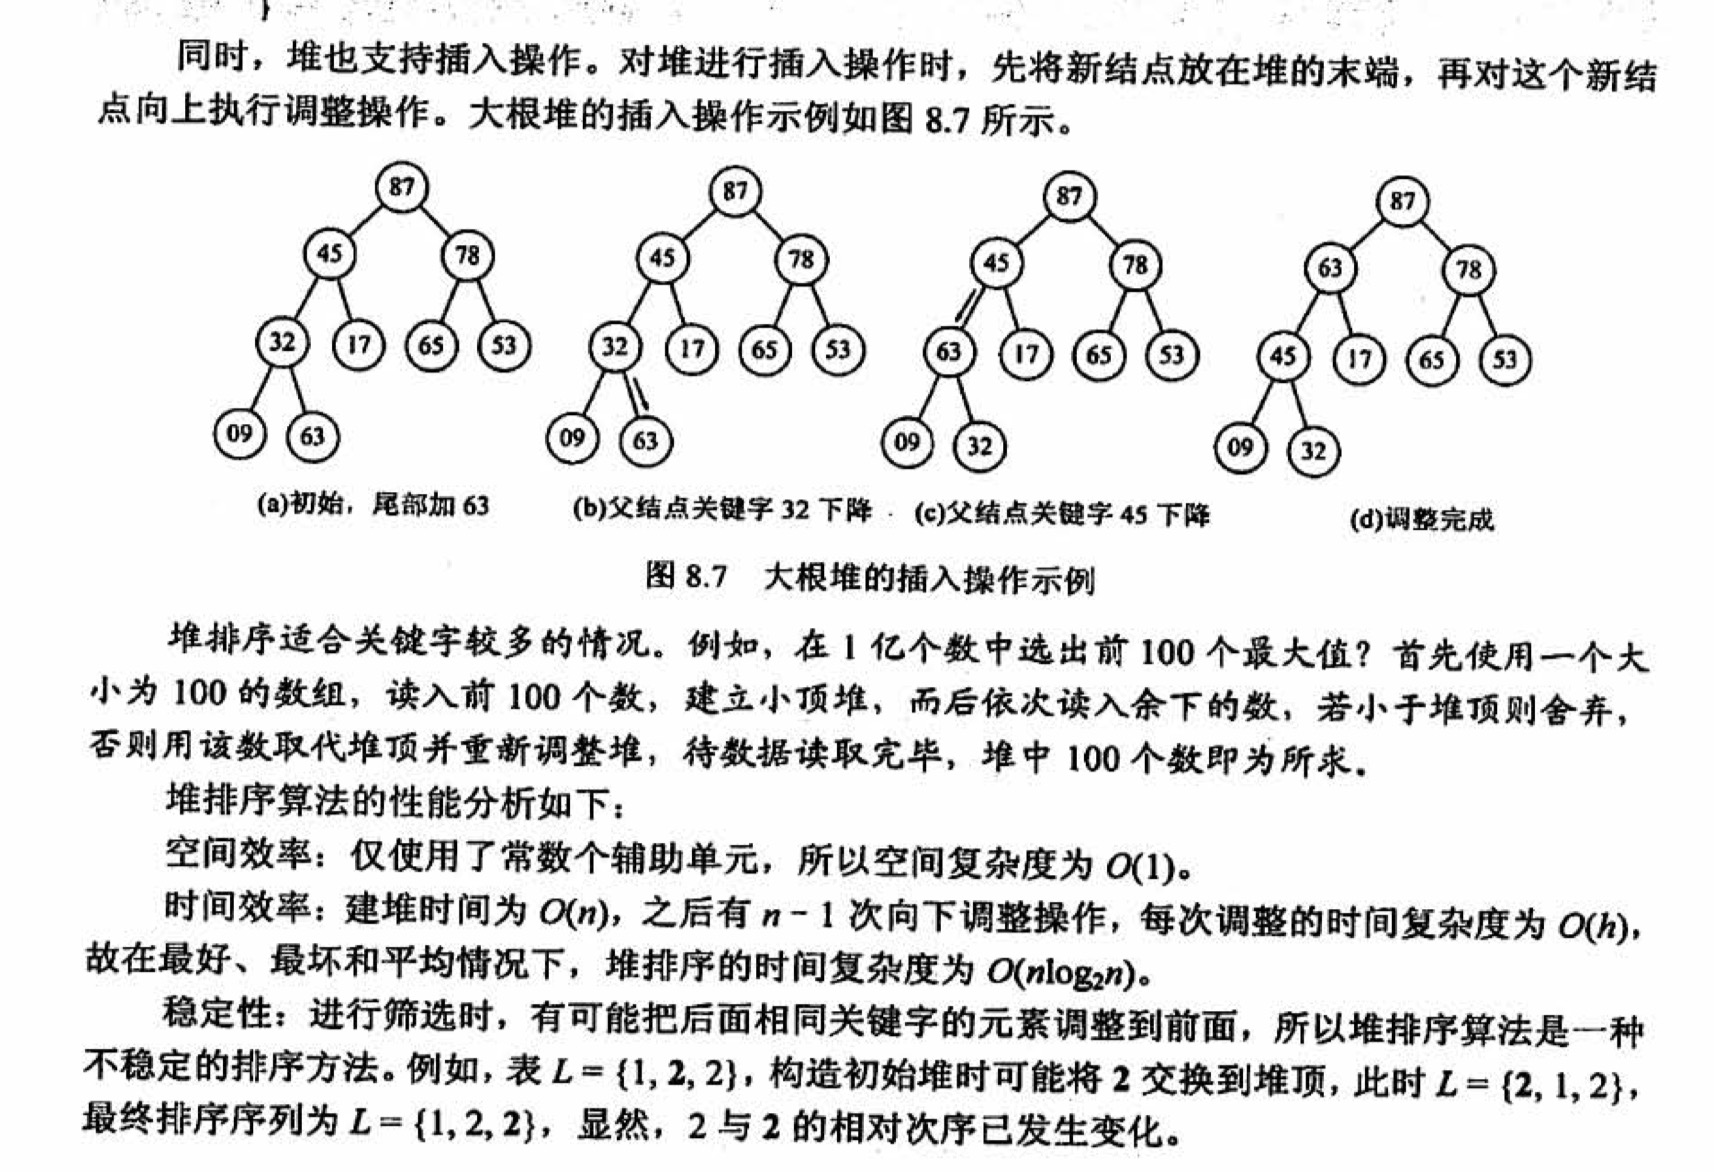 }
同时，堆也支持插入操作。对堆进行插入操作时，先将新结点放在堆的末端，再对这个新结
点向上执行调整操作。大根堆的插入操作示例如图 8.7 所示。
87 87 87 87
45 78 45 78 45 78 63 78
32 17 65 53 32 17 65 53 63 17 65 53 45 17 65 53
09 63 09 63 09 32 09 32
(a)初始，尾部加 63 (b)父结点关键字 32 下降 (c)父结点关键字 45 下降 (d)调整完成
图 8.7 大根堆的插入操作示例
堆排序适合关键字较多的情况。例如，在 1 亿个数中选出前 100 个最大值？首先使用一个大
小为 100 的数组，读入前 100 个数，建立小顶堆，而后依次读入余下的数，若小于堆顶则舍弃，
否则用该数取代堆顶并重新调整堆，待数据读取完毕，堆中 100 个数即为所求。
堆排序算法的性能分析如下：
空间效率：仅使用了常数个辅助单元，所以空间复杂度为 O(1)。
时间效率：建堆时间为 O(n)，之后有 n − 1 次向下调整操作，每次调整的时间复杂度为 O(h)，
故在最好、最坏和平均情况下，堆排序的时间复杂度为 O(nlog₂n)。
稳定性：进行筛选时，有可能把后面相同关键字的元素调整到前面，所以堆排序算法是一种
不稳定的排序方法。例如，表 L = {1, 2, 2}，构造初始堆时可能将 2 交换到堆顶，此时 L = {2, 1, 2}，
最终排序序列为 L = {1, 2, 2}，显然，2 与 2 的相对次序已发生变化。